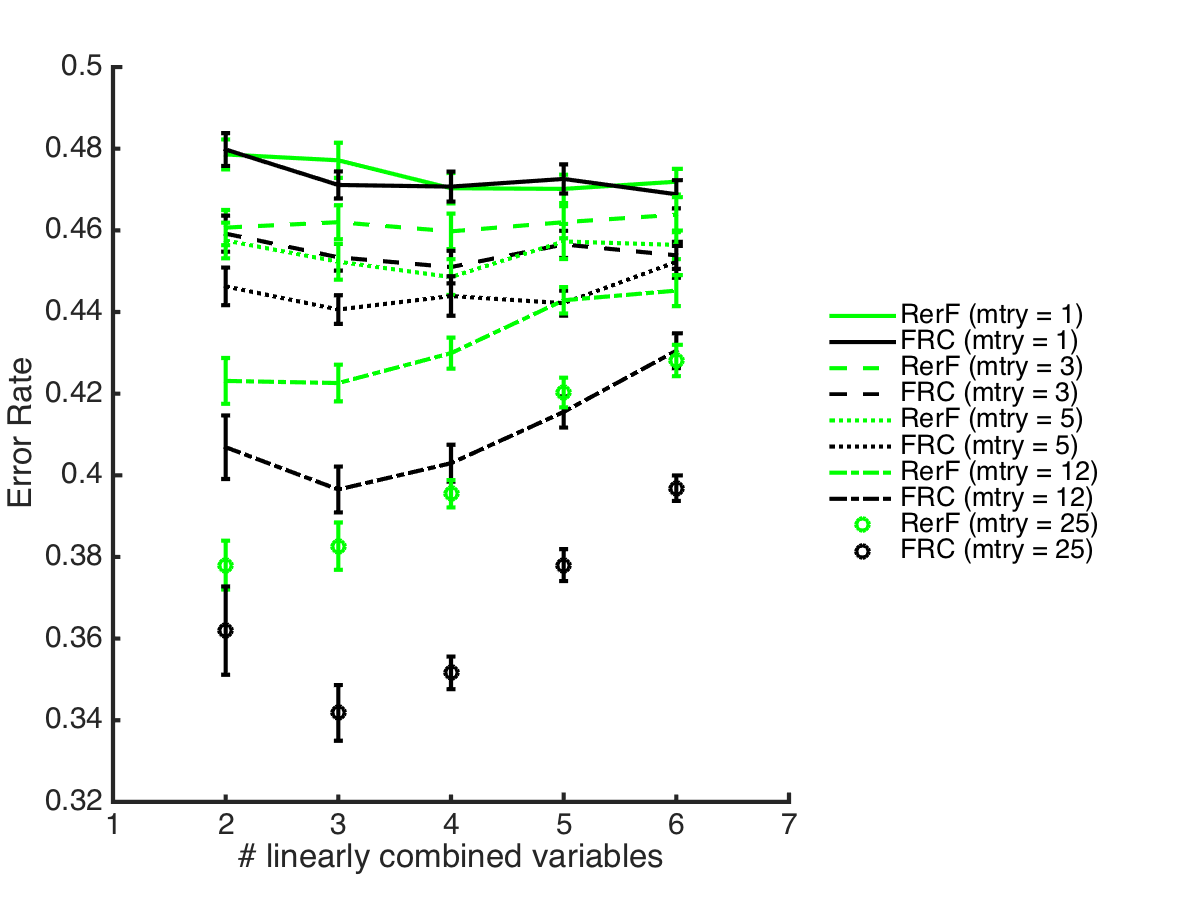 0.5
0.48
0.46
0.44
0.42
0.4
0.38
0.36
0.34
0.32
Error Rate
1 2 3 4 5 6 7
# linearly combined variables
RerF (mtry = 1)
FRC (mtry = 1)
RerF (mtry = 3)
FRC (mtry = 3)
RerF (mtry = 5)
FRC (mtry = 5)
RerF (mtry = 12)
FRC (mtry = 12)
RerF (mtry = 25)
FRC (mtry = 25)